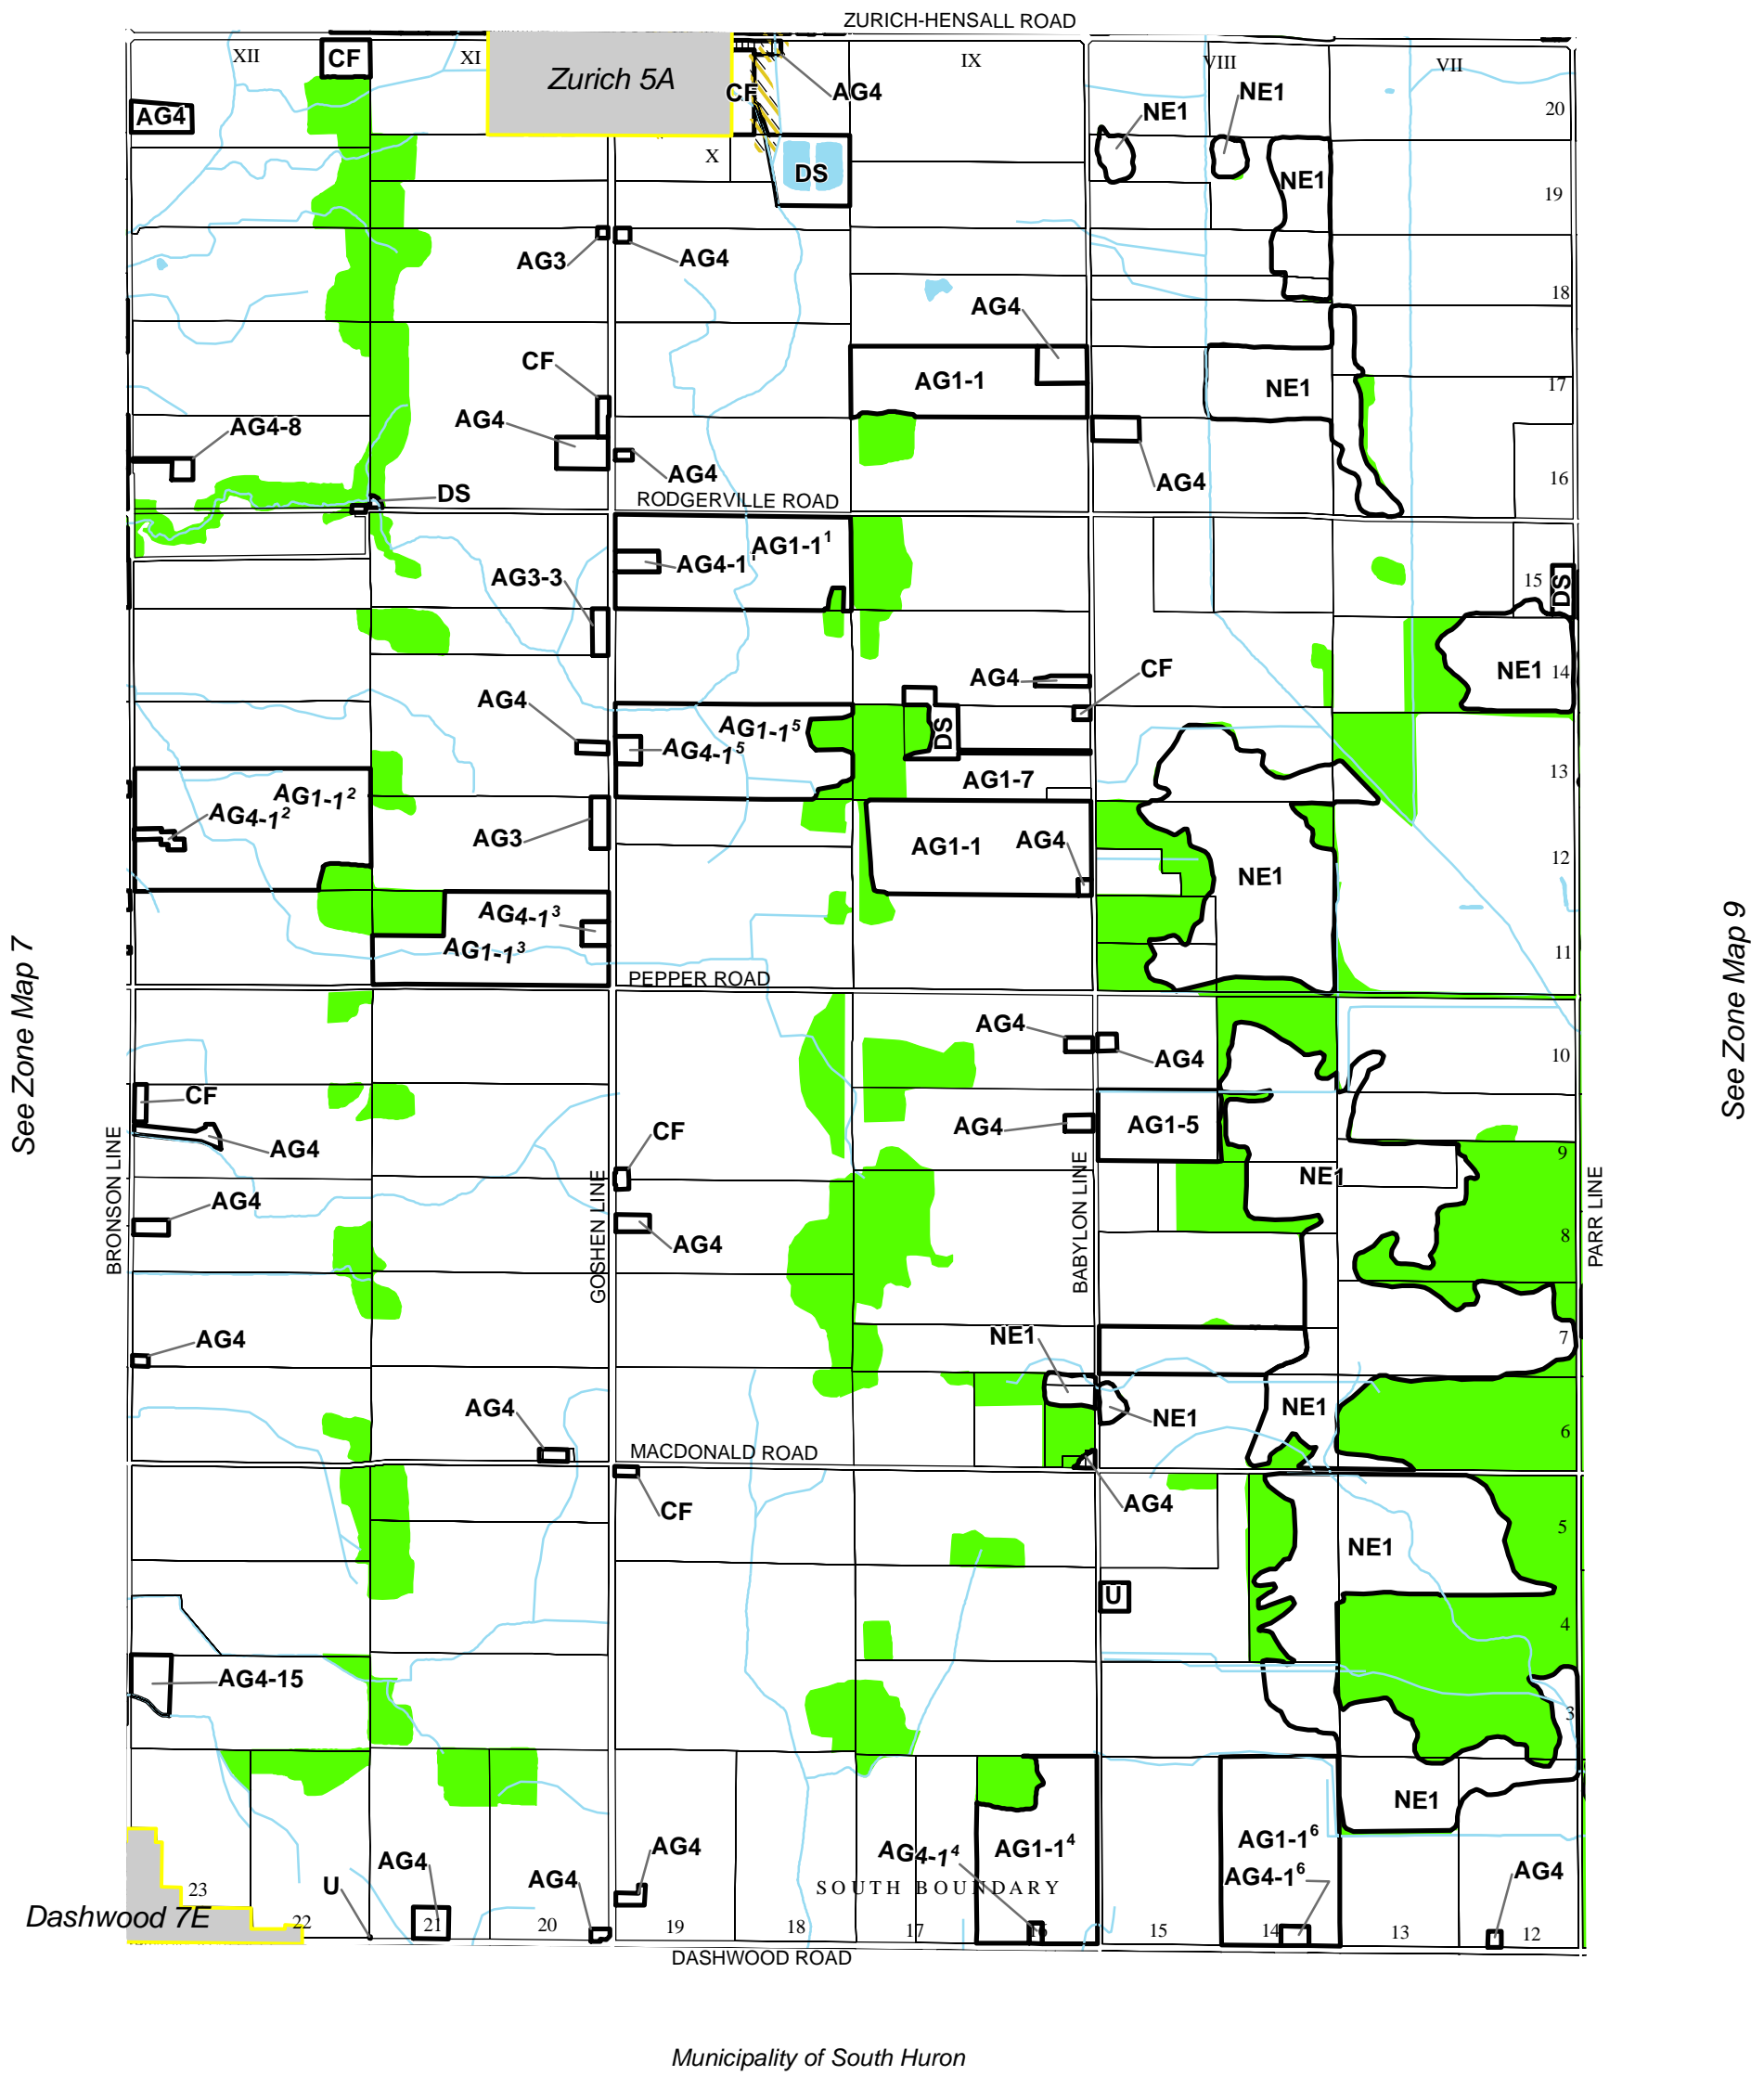 ZURICH-HENSALL ROAD
XII
CF
XI
Zurich 5A
CF
AG4
IX
VIII
VII
NE1
NE1
20
AG4
X
DS
NE1
19
AG3
AG4
18
AG4
CF
AG1-1
NE1
17
AG4-8
AG4
AG4
AG4
16
DS
RODGERVILLE ROAD
AG1-1¹
AG4-1
AG3-3
15
DS
AG4
CF
NE1
14
AG4
AG1-1⁵
AG4-1⁵
DS
AG1-7
13
AG1-1²
AG4-1²
AG3
AG1-1
AG4
NE1
12
AG4-1³
AG1-1³
11
See Zone Map 7
See Zone Map 9
PEPPER ROAD
AG4
AG4
10
CF
AG4
CF
AG4
AG1-5
9
NE1
BRONSON LINE
GOSHEN LINE
BABYLON LINE
PARR LINE
AG4
AG4
8
AG4
NE1
7
AG4
NE1
NE1
6
MACDONALD ROAD
CF
AG4
5
NE1
U
4
AG4-15
3
NE1
AG4
AG4
AG4
U
AG4-1⁴
AG1-1⁴
AG1-1⁶
AG4-1⁶
AG4
SOUTH BOUNDARY
Dashwood 7E
23
22
21
20
19
18
17
16
15
14
13
12
DASHWOOD ROAD
Municipality of South Huron